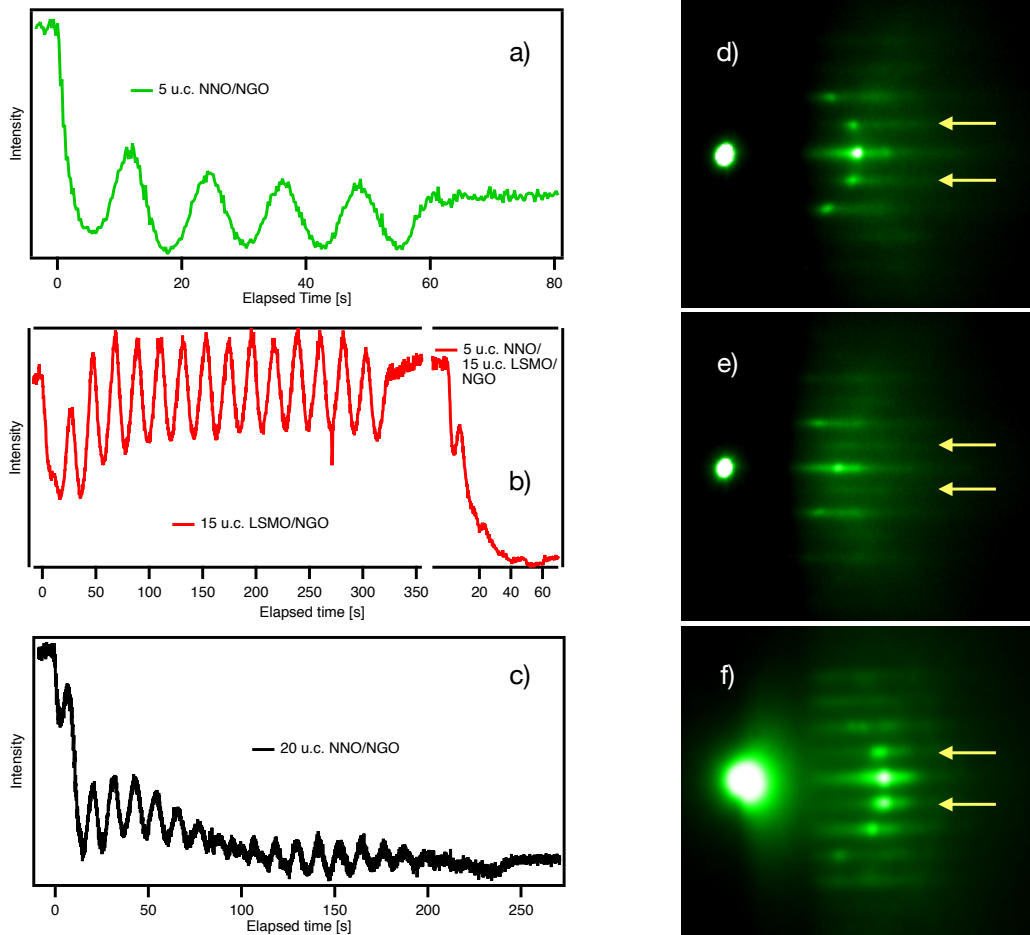 a)
5 u.c. NNO/NGO
Intensity
0 20 40 60 80
Elapsed Time [s]
b)
5 u.c. NNO/
15 u.c. LSMO/
NGO
15 u.c. LSMO/NGO
Intensity
0 50 100 150 200 250 300 350 20 40 60
Elapsed time [s]
c)
20 u.c. NNO/NGO
Intensity
0 50 100 150 200 250
Elapsed time [s]
d)
e)
f)